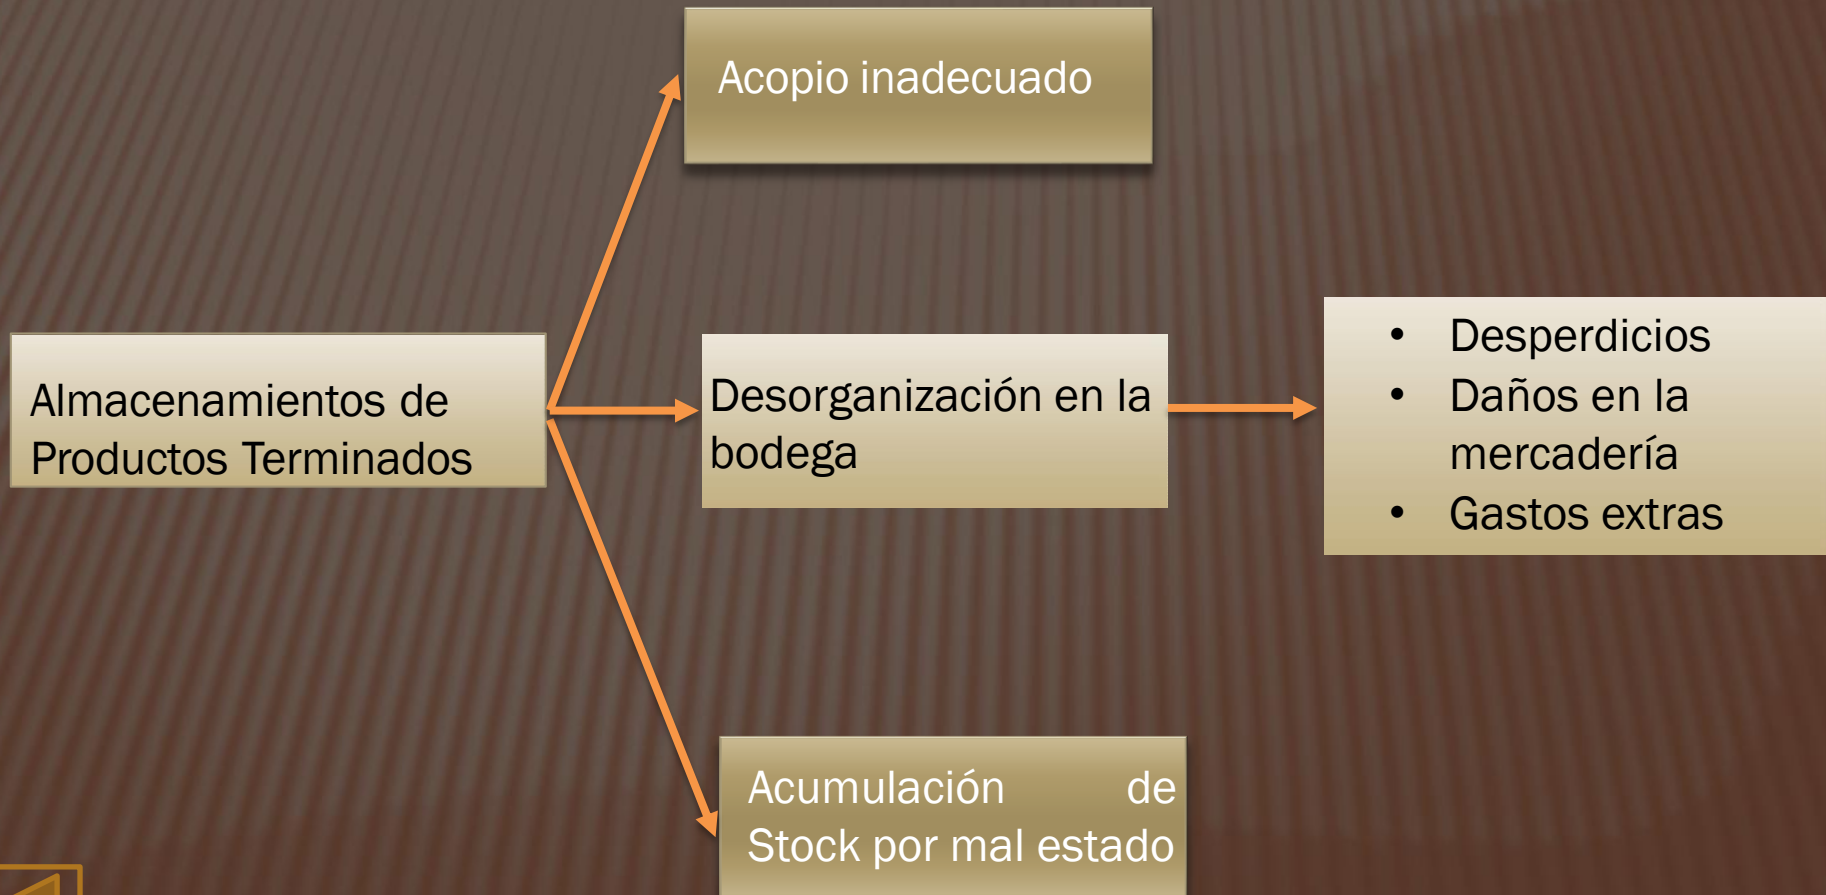 Acopio inadecuado
Almacenamientos de
Productos Terminados
Desorganización en la
bodega
• Desperdicios
• Daños en la
mercadería
• Gastos extras
Acumulación de
Stock por mal estado